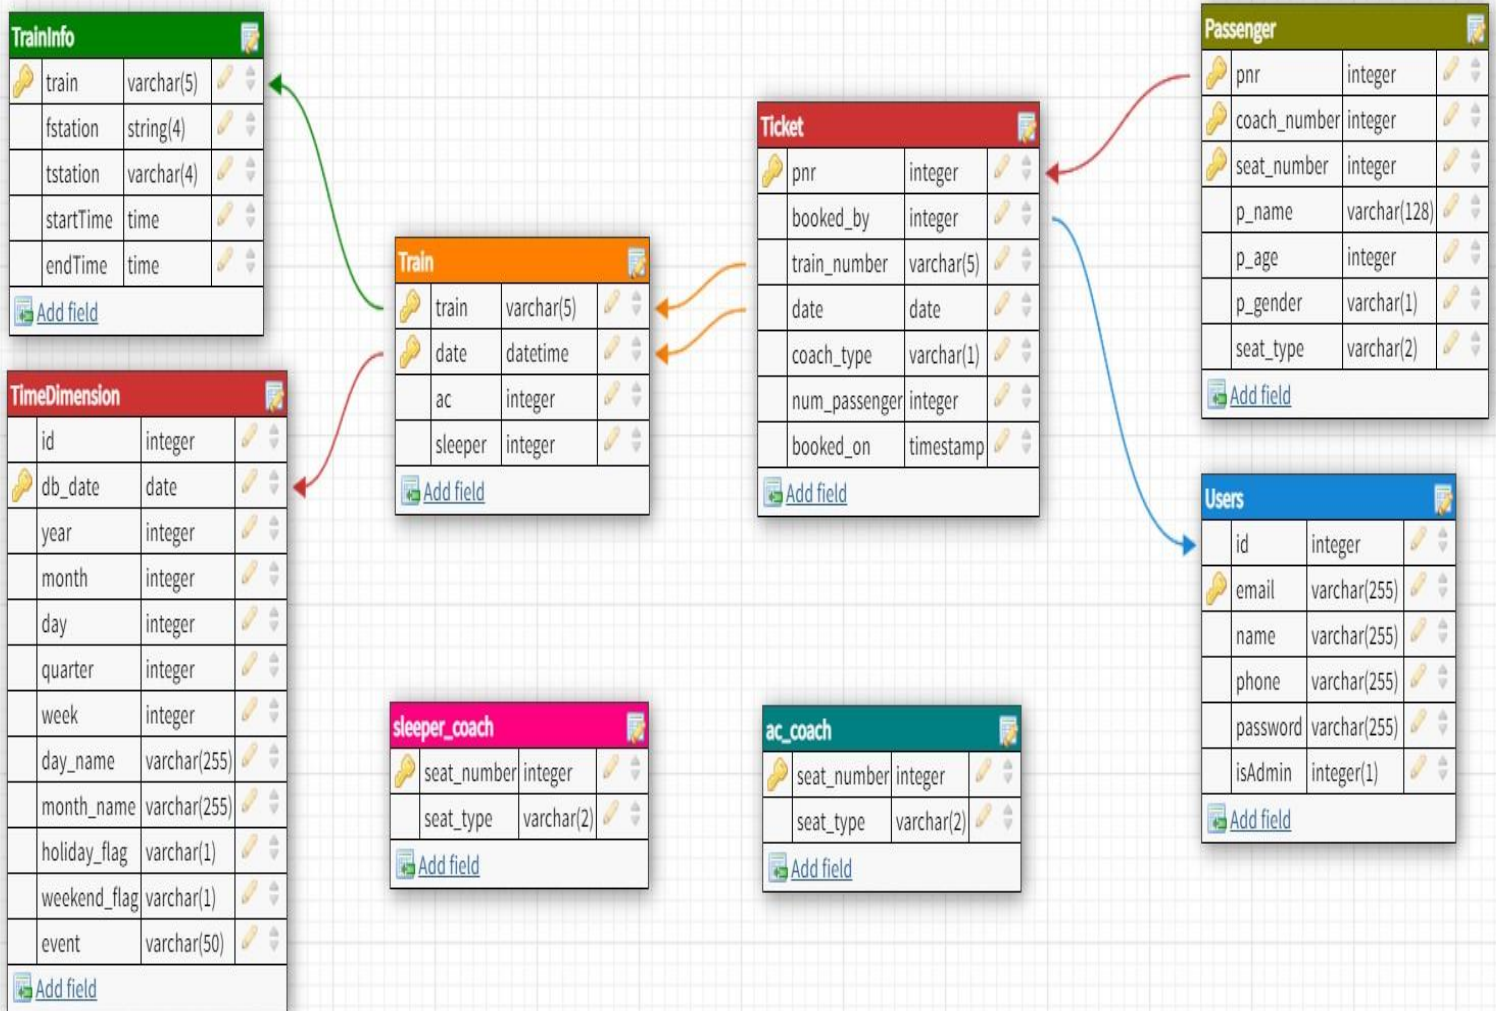 TrainInfo
train varchar(5)
fstation string(4)
tstation varchar(4)
startTime time
endTime time
Add field
TimeDimension
id integer
db_date date
year integer
month integer
day integer
quarter integer
week integer
day_name varchar(255)
month_name varchar(255)
holiday_flag varchar(1)
weekend_flag varchar(1)
event varchar(50)
Add field
Train
train varchar(5)
date datetime
ac integer
sleeper integer
Add field
sleeper_coach
seat_number integer
seat_type varchar(2)
Add field
Ticket
pnr integer
booked_by integer
train_number varchar(5)
date date
coach_type varchar(1)
num_passenger integer
booked_on timestamp
Add field
ac_coach
seat_number integer
seat_type varchar(2)
Add field
Passenger
pnr integer
coach_number integer
seat_number integer
p_name varchar(128)
p_age integer
p_gender varchar(1)
seat_type varchar(2)
Add field
Users
id integer
email varchar(255)
name varchar(255)
phone varchar(255)
password varchar(255)
isAdmin integer(1)
Add field